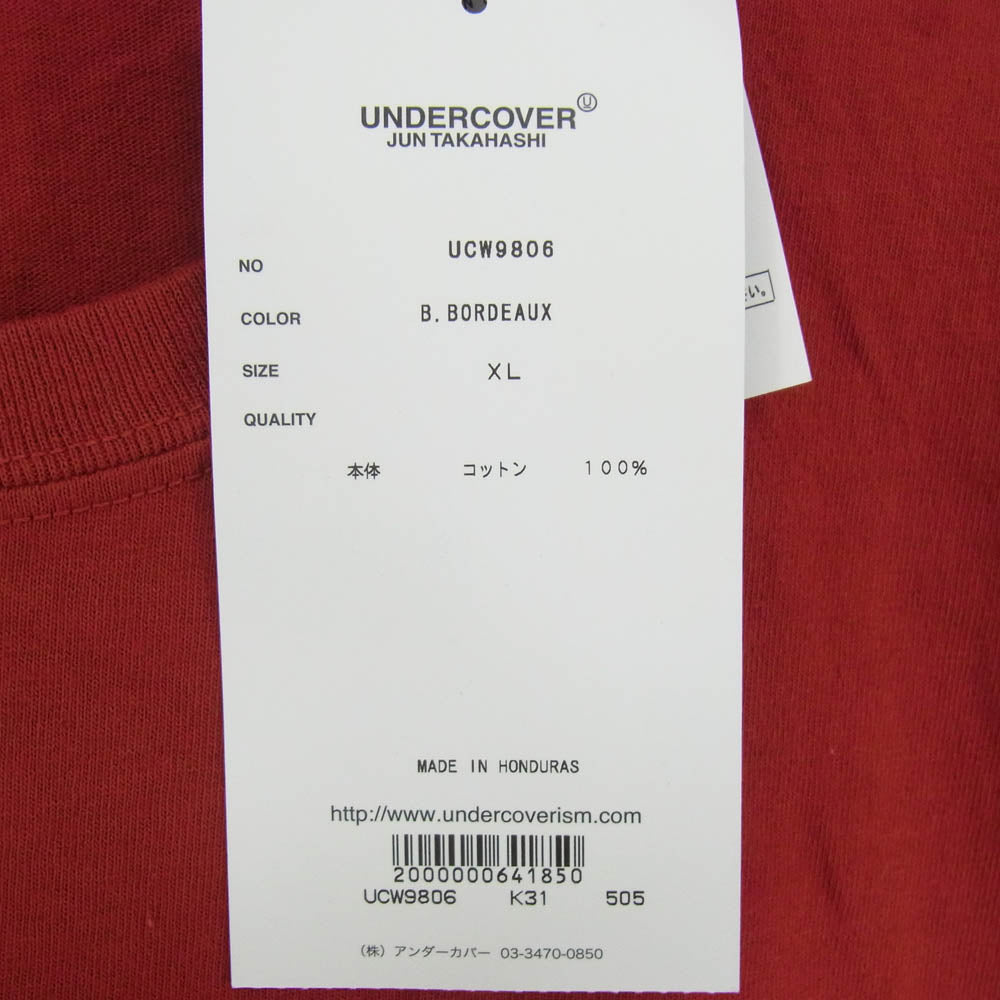 UNDERCOVER Ⓤ
JUN TAKAHASHI
NO UCW9806
COLOR B. BORDEAUX
SIZE XL
QUALITY
本体 コットン 100%
い。
MADE IN HONDURAS
http://www.undercoverism.com
2000000641850
UCW9806 K31 505
(株) アンダーカバー 03-3470-0850